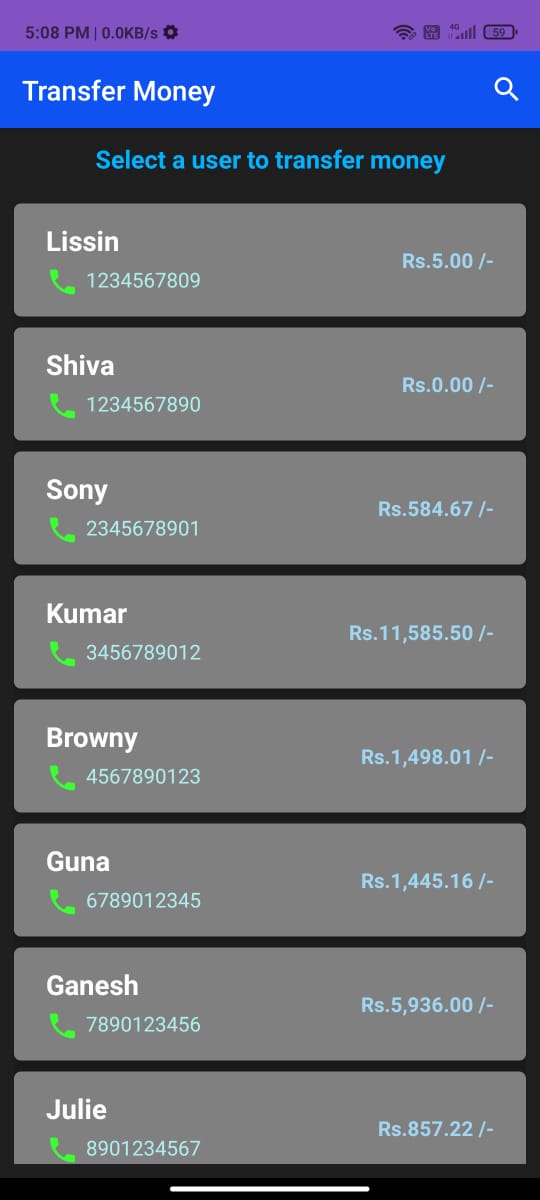 5:08 PM | 0.0KB/s
4G
59
Transfer Money
Select a user to transfer money
Lissin
Rs.5.00 /-
1234567809
Shiva
Rs.0.00 /-
1234567890
Sony
Rs.584.67 /-
2345678901
Kumar
Rs.11,585.50 /-
3456789012
Browny
Rs.1,498.01 /-
4567890123
Guna
Rs.1,445.16 /-
6789012345
Ganesh
Rs.5,936.00 /-
7890123456
Julie
Rs.857.22 /-
8901234567